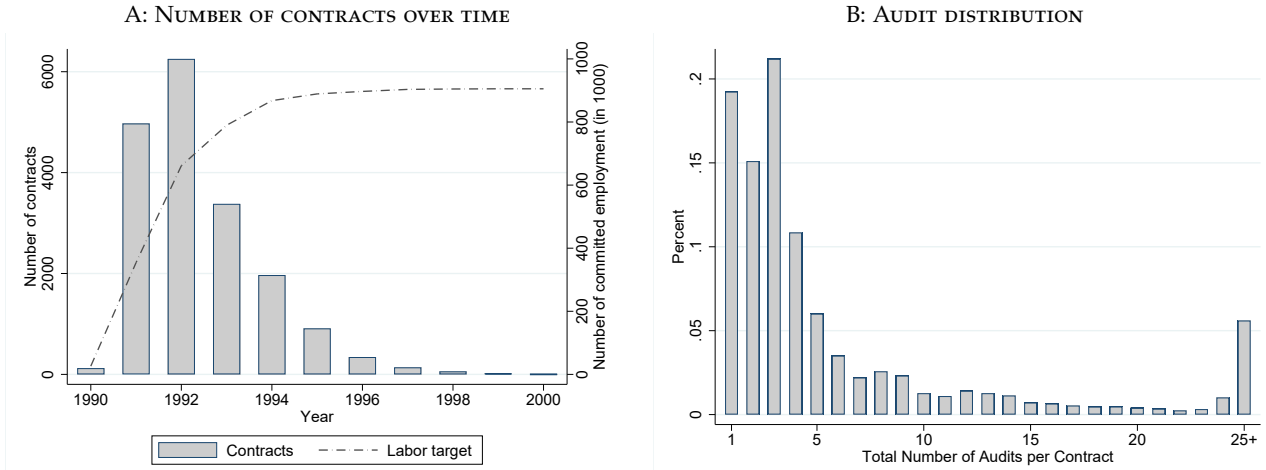 A: NUMBER OF CONTRACTS OVER TIME
Number of contracts
0 2000 4000 6000
0 200 400 600 800 1000
Number of committed employment (in 1000)
1990 1992 1994 1996 1998 2000
Year
Contracts Labor target
B: AUDIT DISTRIBUTION
Percent
0 .05 .1 .15 .2
1 5 10 15 20 25+
Total Number of Audits per Contract